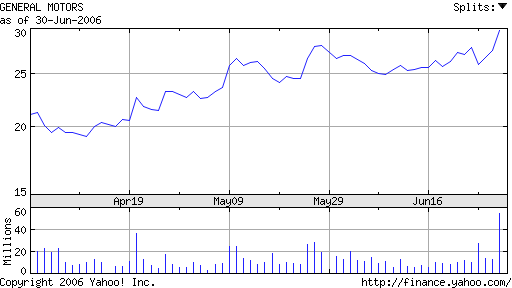 GENERAL MOTORS Splits:▼
as of 30-Jun-2006
30
25
20
15
Apr19 May09 May29 Jun16
60
40
20
0
Millions
Copyright 2006 Yahoo! Inc. http://finance.yahoo.com/